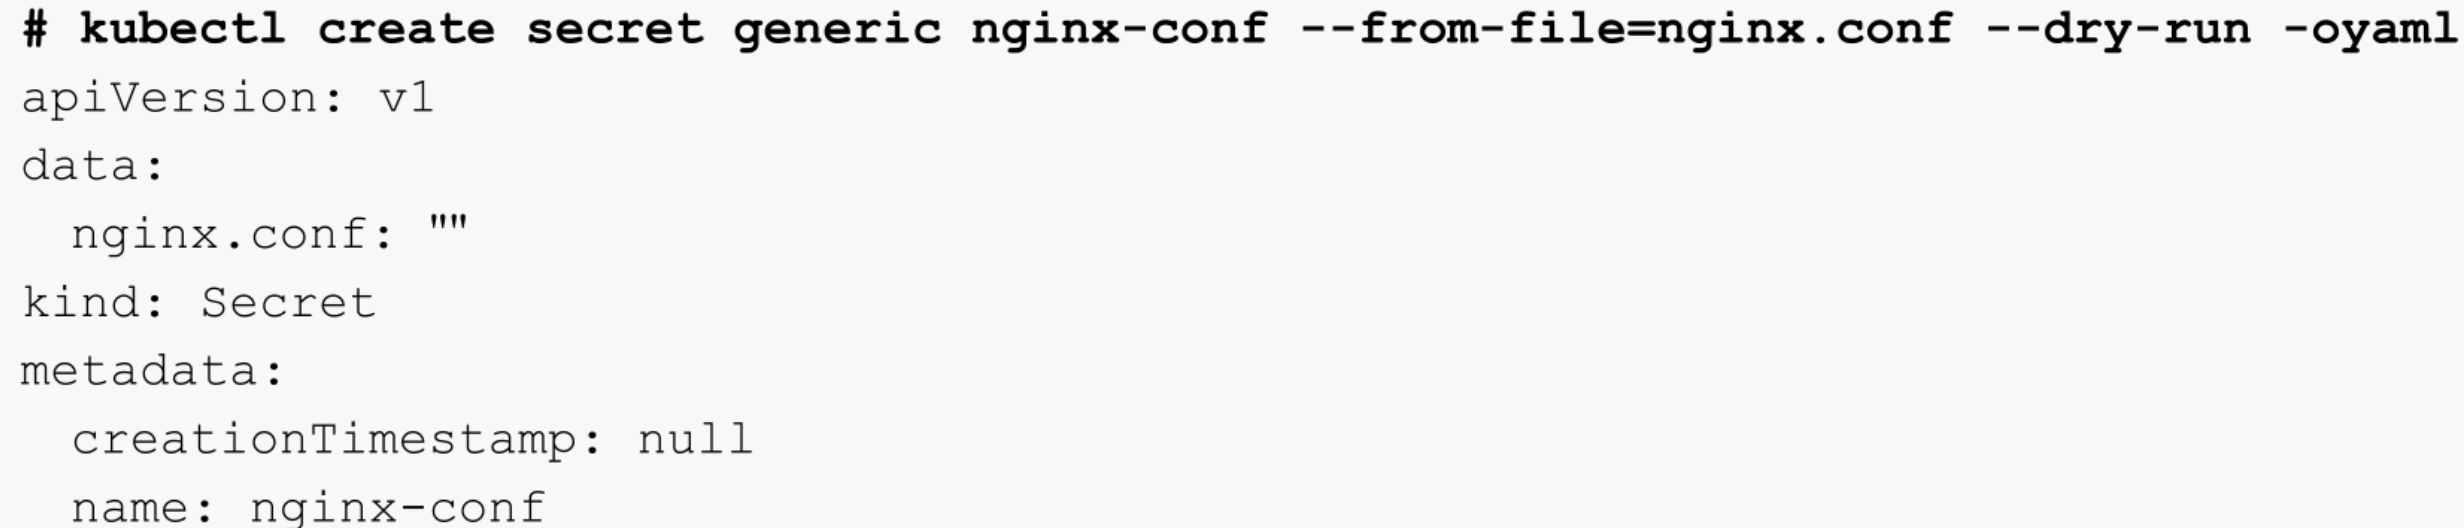 # kubectl create secret generic nginx-conf --from-file=nginx.conf --dry-run -oyaml
apiVersion: v1
data:
  nginx.conf: ""
kind: Secret
metadata:
  creationTimestamp: null
  name: nginx-conf